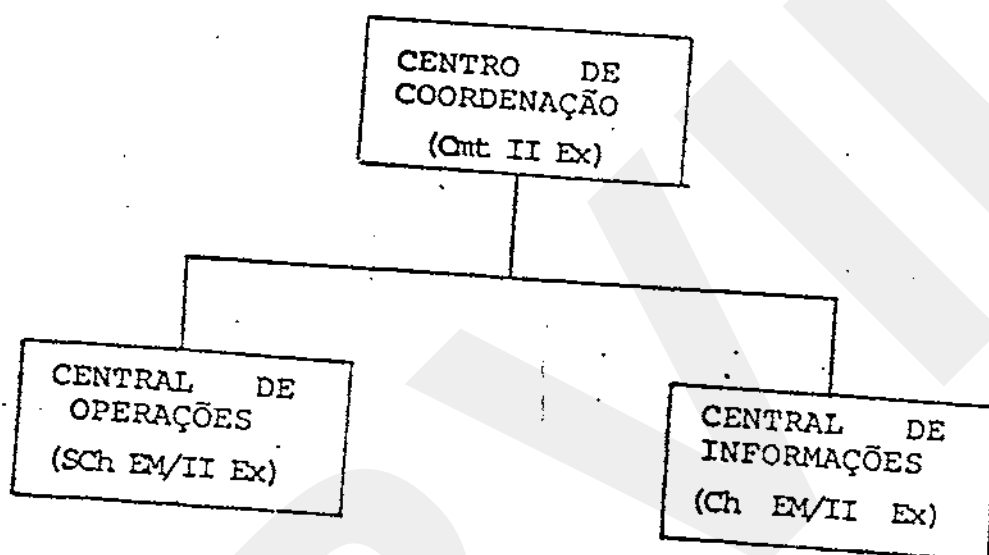 CENTRO DE
COORDENAÇÃO
(Cmt II Ex)
CENTRAL DE
OPERAÇÕES
(SCh EM/II Ex)
CENTRAL DE
INFORMAÇÕES
(Ch EM/II Ex)